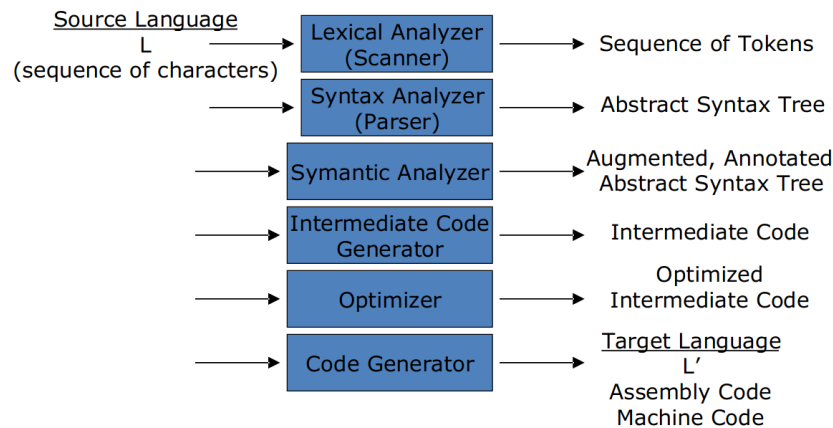 Source Language
L
(sequence of characters)
Lexical Analyzer
(Scanner)
Sequence of Tokens
Syntax Analyzer
(Parser)
Abstract Syntax Tree
Symantic Analyzer
Augmented, Annotated
Abstract Syntax Tree
Intermediate Code
Generator
Intermediate Code
Optimizer
Optimized
Intermediate Code
Code Generator
Target Language
L’
Assembly Code
Machine Code